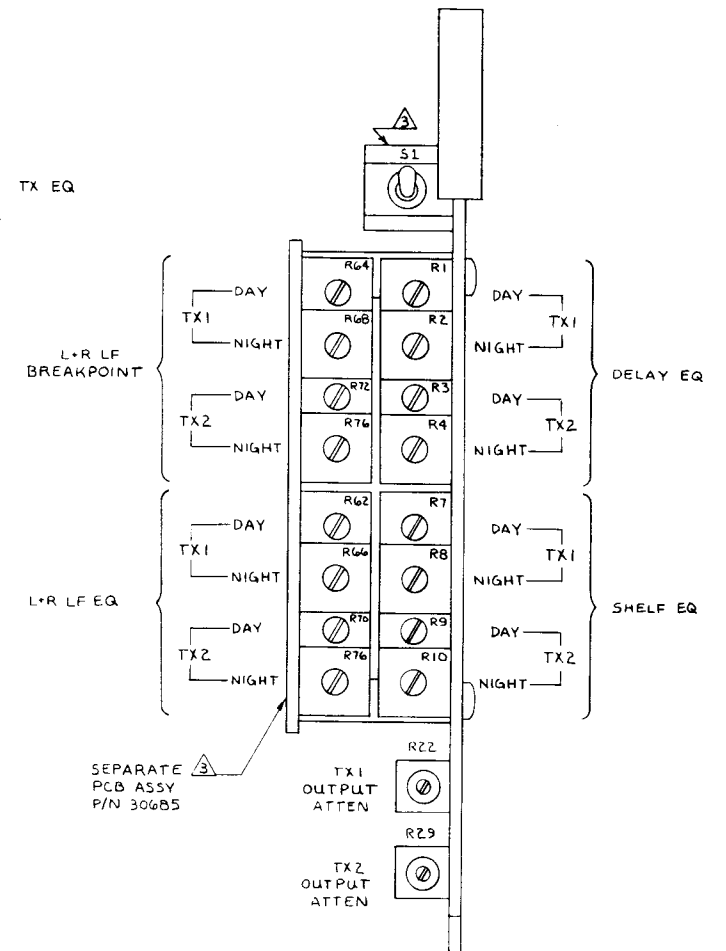 3
S1
TX EQ
R64 R1
DAY DAY
TX1 TX1
R68 R2
NIGHT NIGHT
L+R LF
BREAKPOINT
DELAY EQ
R72 R3
DAY DAY
TX2 TX2
R76 R4
NIGHT NIGHT
R62 R7
DAY DAY
TX1 TX1
R66 R8
NIGHT NIGHT
L+R LF EQ
SHELF EQ
R70 R9
DAY DAY
TX2 TX2
R76 R10
NIGHT NIGHT
SEPARATE 3
PCB ASSY
P/N 30685
R22
TX1
OUTPUT
ATTEN
R29
TX2
OUTPUT
ATTEN